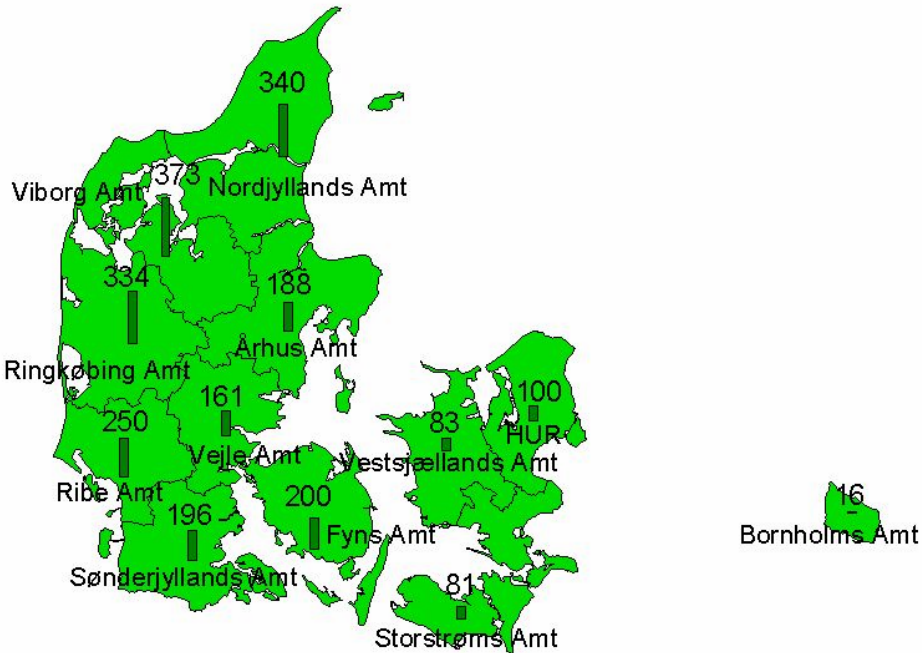 340
373
Viborg Amt
Nordjyllands Amt
334
188
Århus Amt
Ringkøbing Amt
161
100
250
83
HUR
Vejle Amt
Vestsjællands Amt
Ribe Amt
200
16
196
Fyns Amt
Bornholms Amt
Sønderjyllands Amt
81
Storstrøms Amt